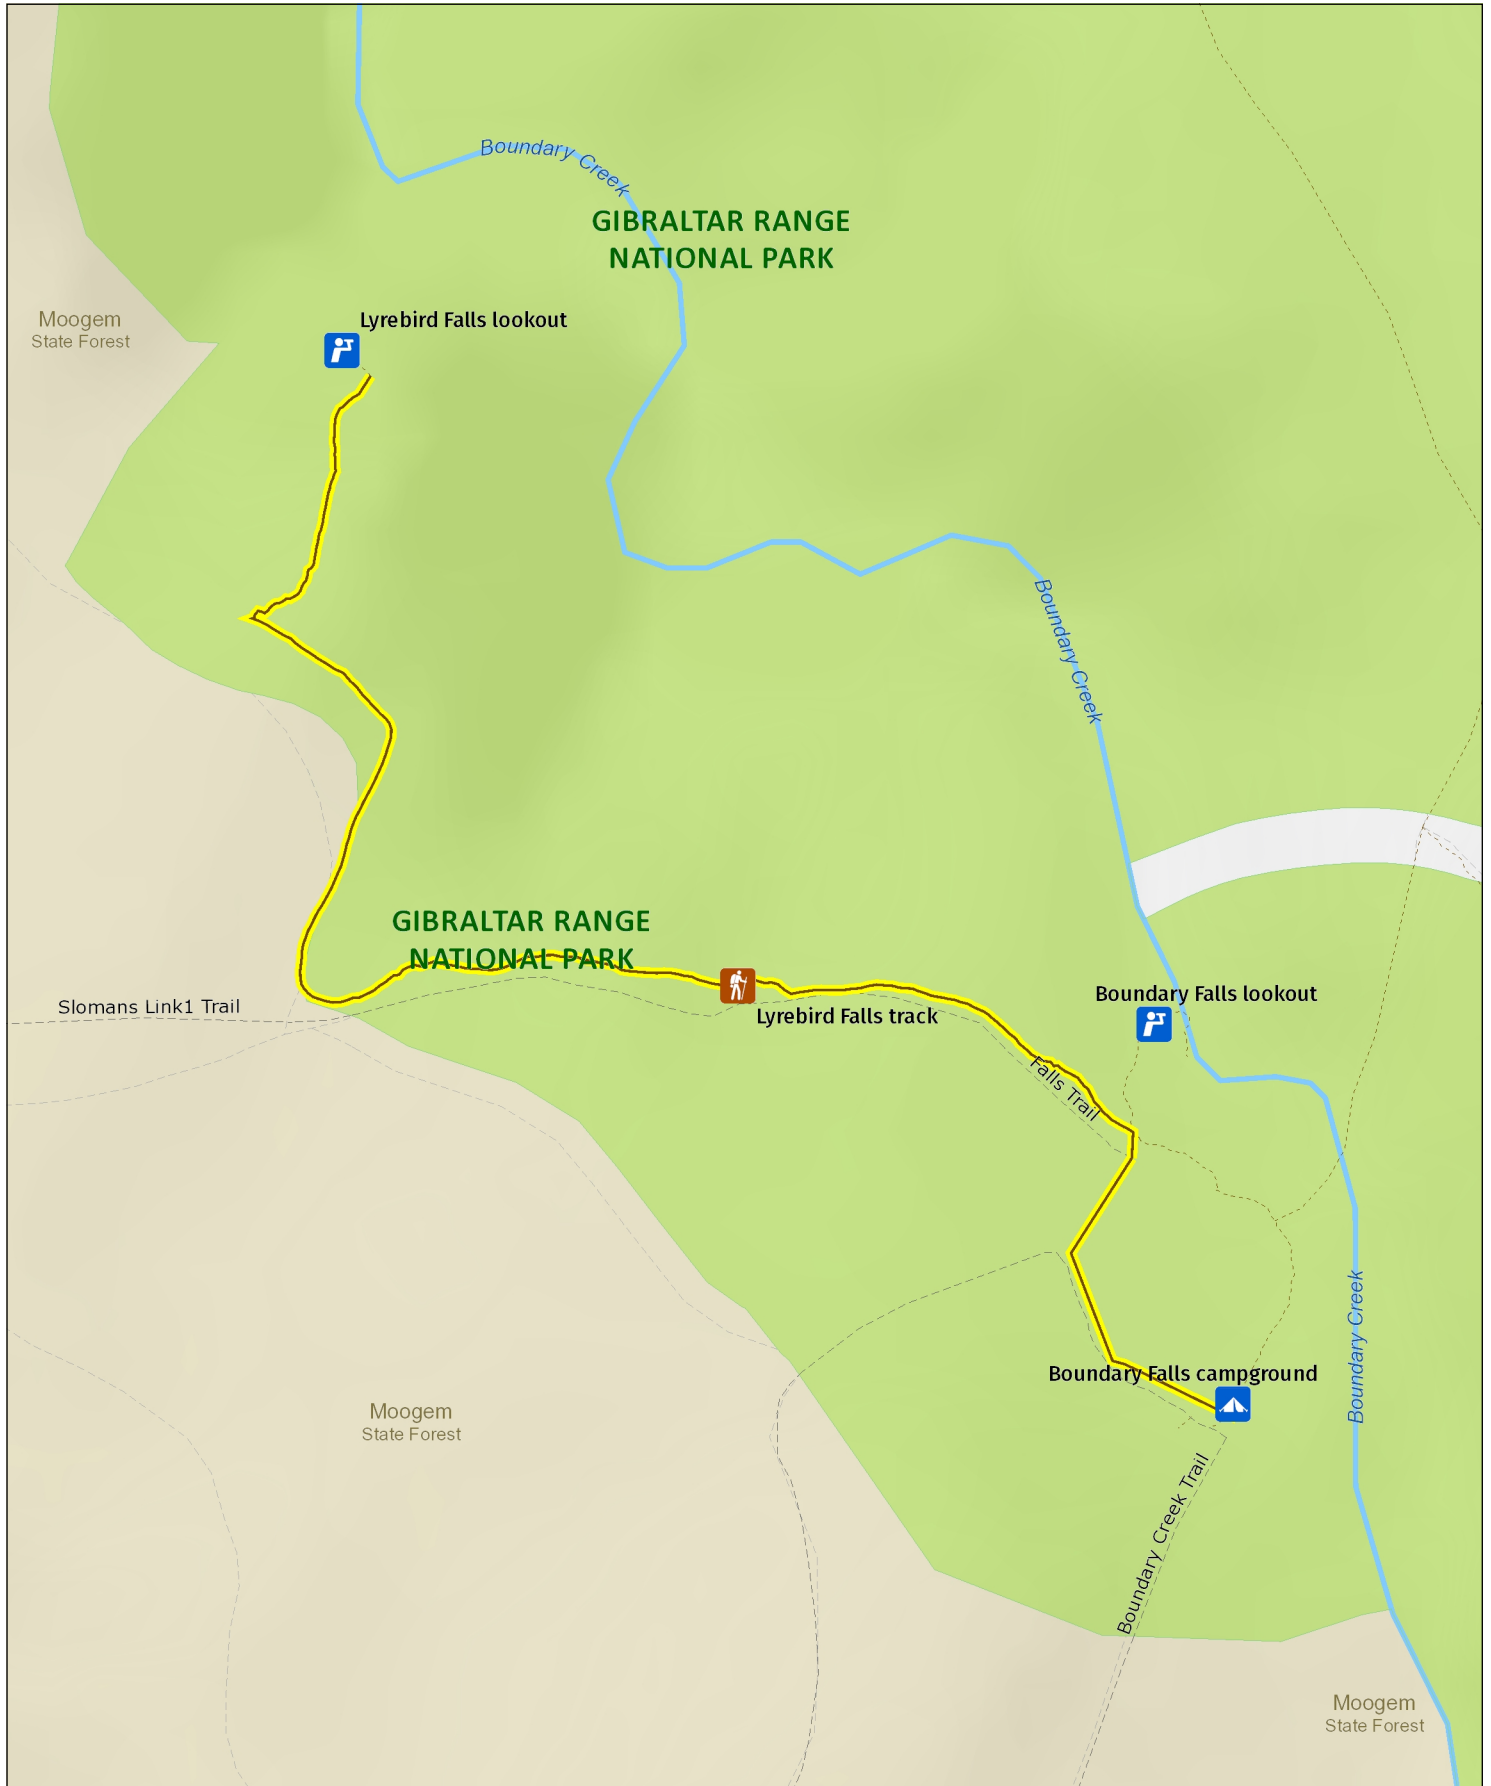 Boundary Creek
GIBRALTAR RANGE
NATIONAL PARK
Moogem
State Forest
Lyrebird Falls lookout
Boundary Creek
GIBRALTAR RANGE
NATIONAL PARK
Slomans Link1 Trail
Boundary Falls lookout
Lyrebird Falls track
Falls Trail
Boundary Creek
Boundary Falls campground
Moogem
State Forest
Boundary Creek Trail
Moogem
State Forest